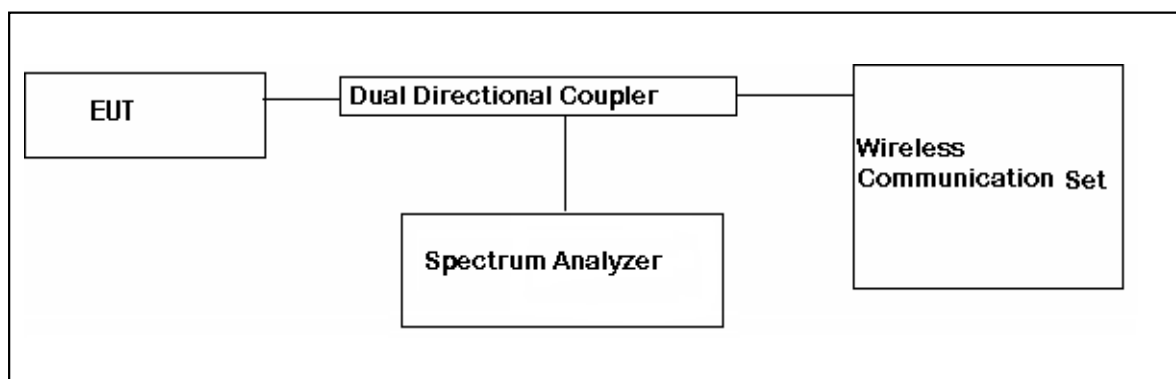 EUT
Dual Directional Coupler
Wireless
Communication Set
Spectrum Analyzer